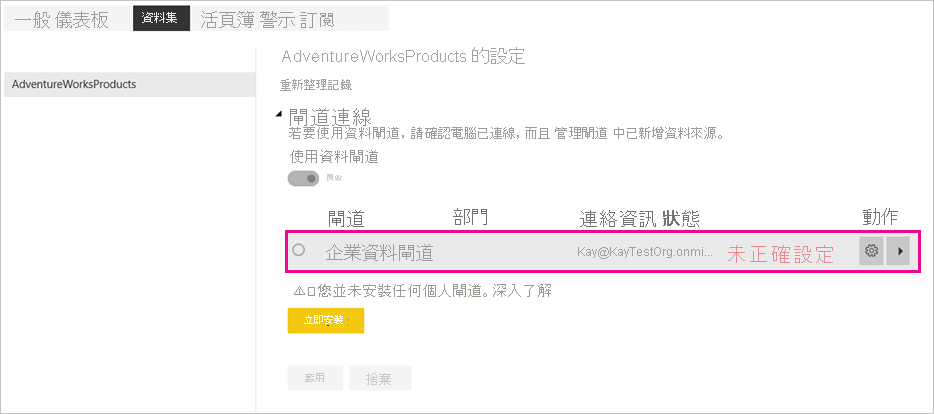 一般 儀表板 資料集 活頁簿 警示 訂閱
AdventureWorksProducts
AdventureWorksProducts 的設定
重新整理記錄
閘道連線
若要使用資料閘道，請確認電腦已連線，而且 管理閘道 中已新增資料來源。
使用資料閘道
閘道 部門 連絡資訊 狀態 動作
企業資料閘道 Kay@KayTestOrg.onmi... 未正確設定
您並未安裝任何個人閘道。深入了解
立即安裝
套用 捨棄